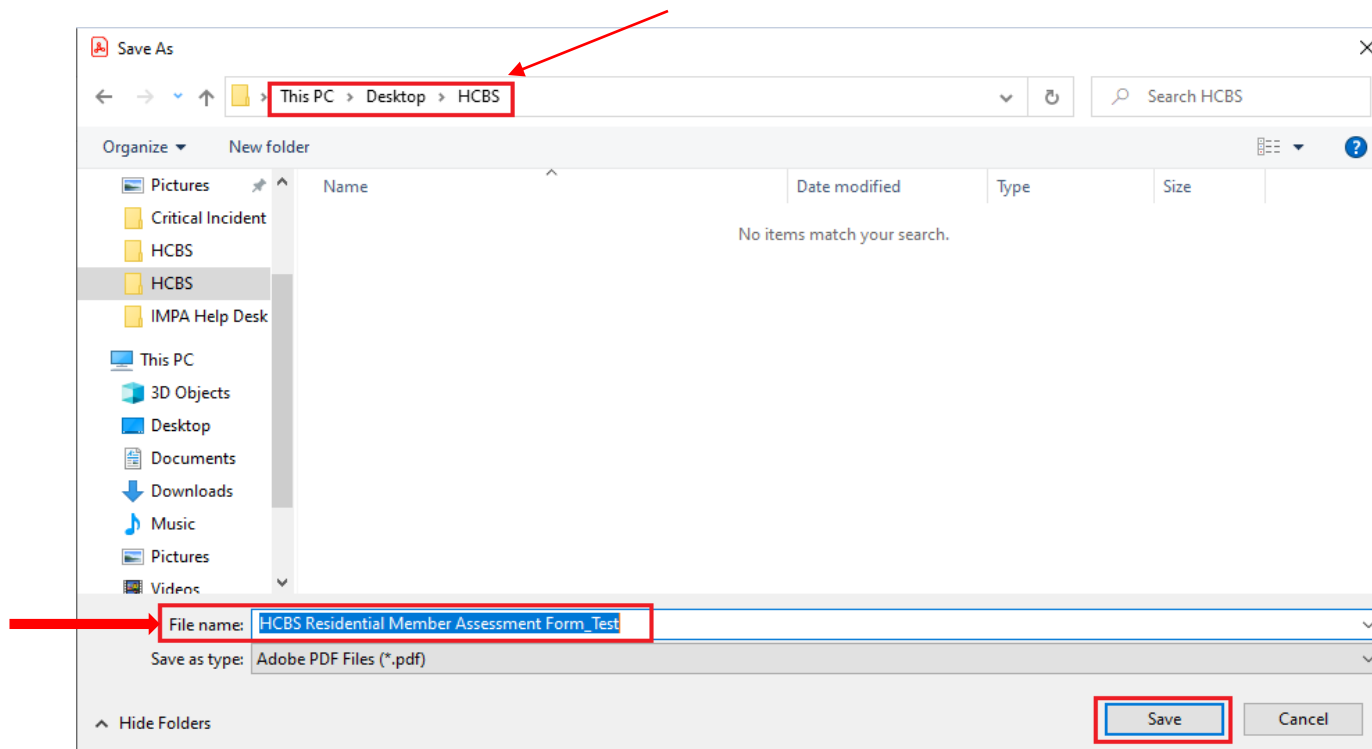 Save As
This PC > Desktop > HCBS
Search HCBS
Organize
New folder
Name
Date modified
Type
Size
No items match your search.
Pictures
Critical Incident
HCBS
HCBS
IMPA Help Desk
This PC
3D Objects
Desktop
Documents
Downloads
Music
Pictures
Videos
File name: HCBS Residential Member Assessment Form_Test
Save as type: Adobe PDF Files (*.pdf)
Hide Folders
Save
Cancel